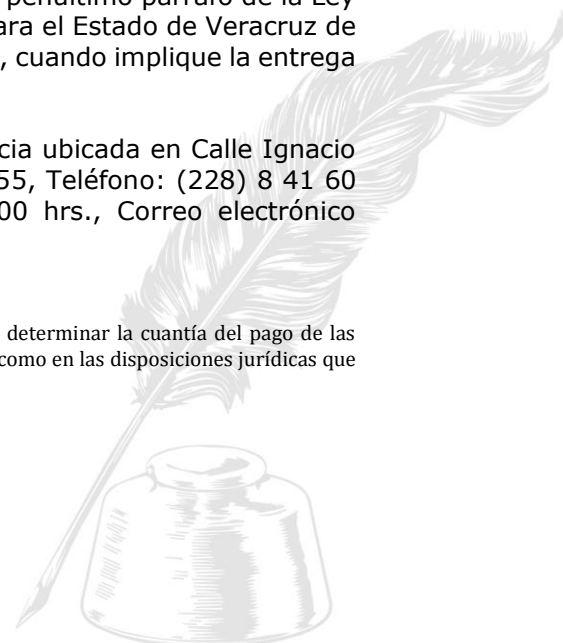 penúltimo párrafo de la Ley
ara el Estado de Veracruz de
, cuando implique la entrega
cia ubicada en Calle Ignacio
55, Teléfono: (228) 8 41 60
00 hrs., Correo electrónico
determinar la cuantía del pago de las
como en las disposiciones jurídicas que